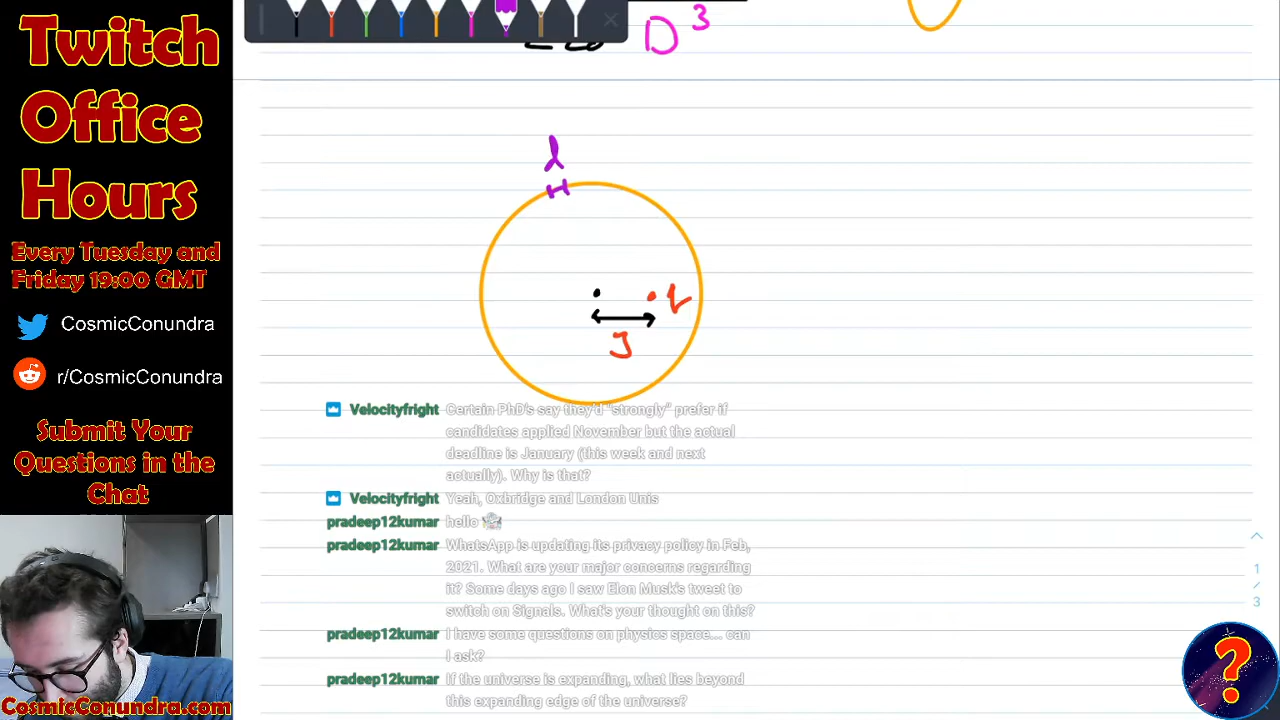 Twitch
Office
Hours
Every Tuesday and
Friday 19:00 GMT
CosmicConundra
r/CosmicConundra
Submit Your
Questions in the
Chat
CosmicConundra.com
D³
Velocityfright Certain PhD's say they'd "strongly" prefer if
candidates applied November but the actual
deadline is January (this week and next
actually). Why is that?
Velocityfright Yeah, Oxbridge and London Unis
pradeep12kumar hello
pradeep12kumar WhatsApp is updating its privacy policy in Feb,
2021. What are your major concerns regarding
it? Some days ago I saw Elon Musk's tweet to
switch on Signals. What's your thought on this?
pradeep12kumar I have some questions on physics space... can
I ask?
pradeep12kumar If the universe is expanding, what lies beyond
this expanding edge of the universe?
1
/
3
?